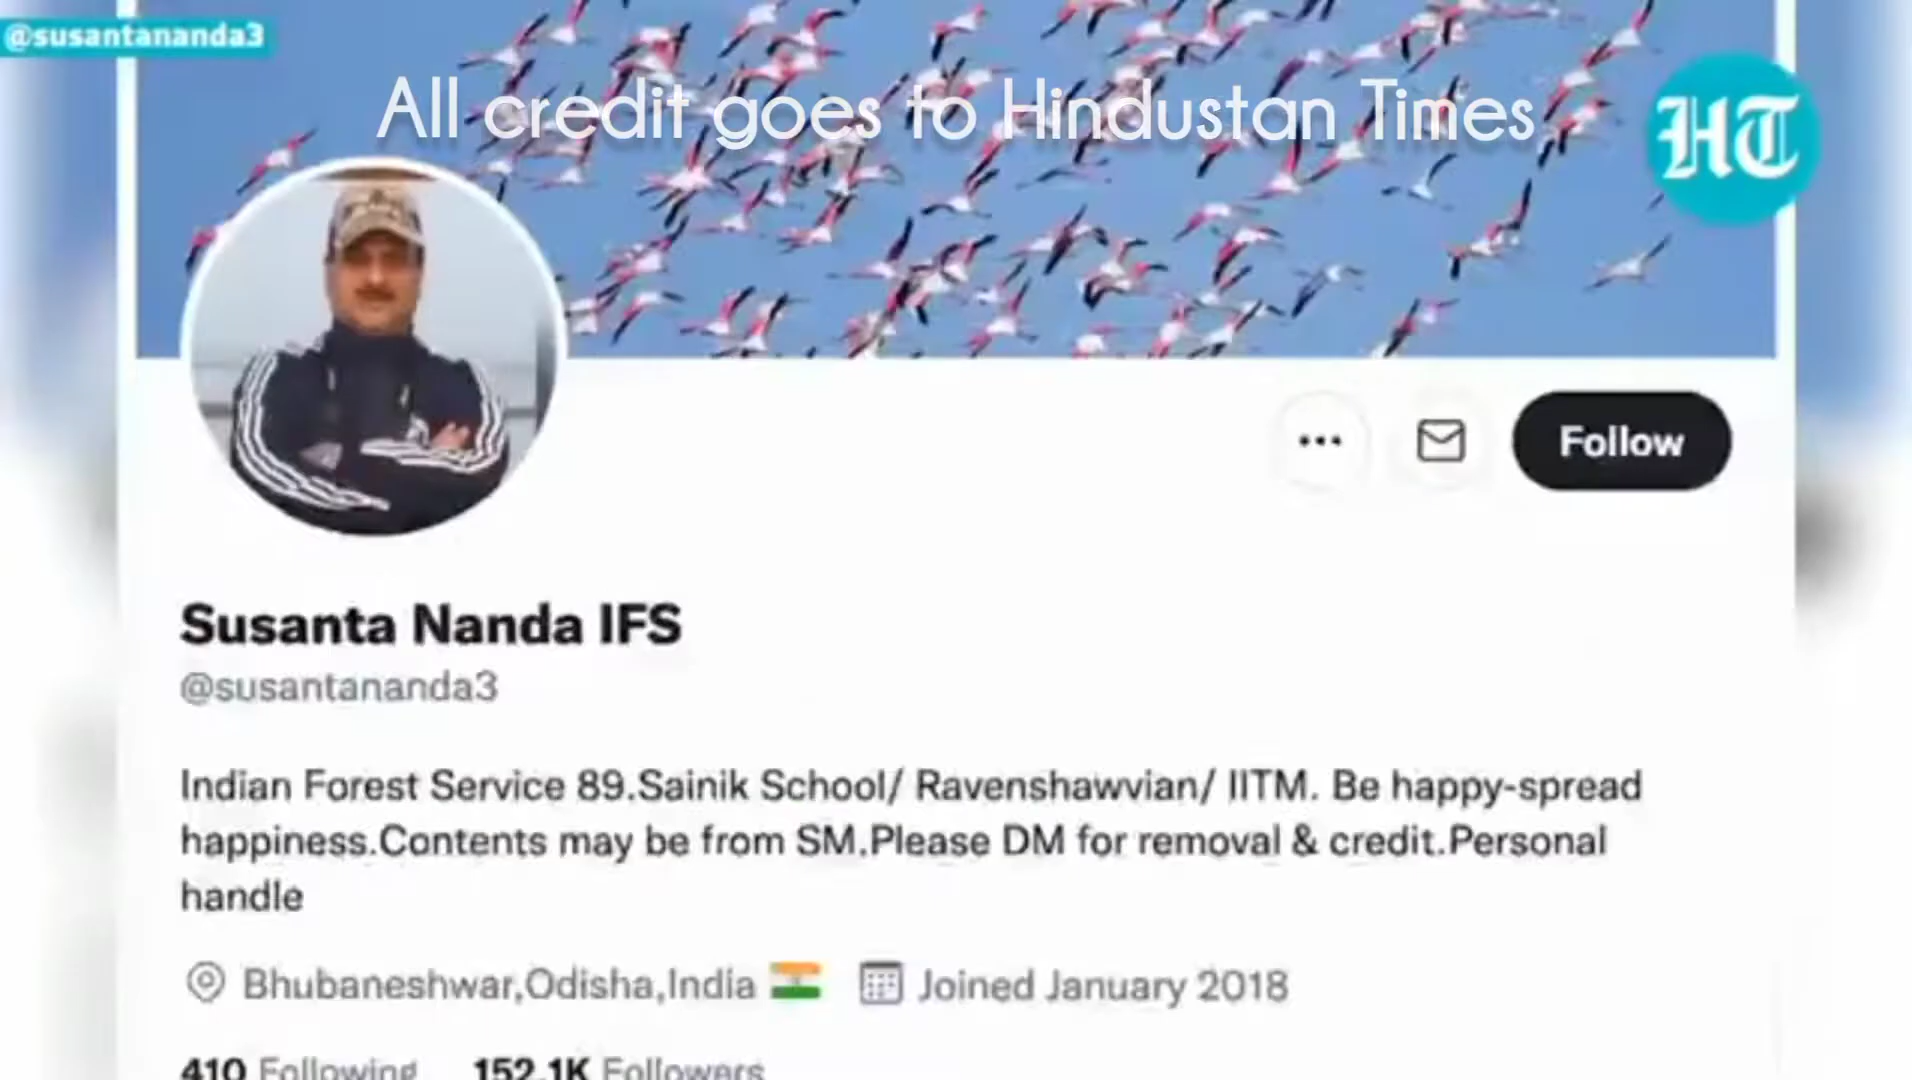 @susantananda3
All credit goes to Hindustan Times
HT
Follow
Susanta Nanda IFS
@susantananda3
Indian Forest Service 89.Sainik School/ Ravenshawvian/ IITM. Be happy-spread
happiness.Contents may be from SM.Please DM for removal & credit.Personal
handle
Bhubaneshwar,Odisha,India Joined January 2018
410 Following 152.1K Followers